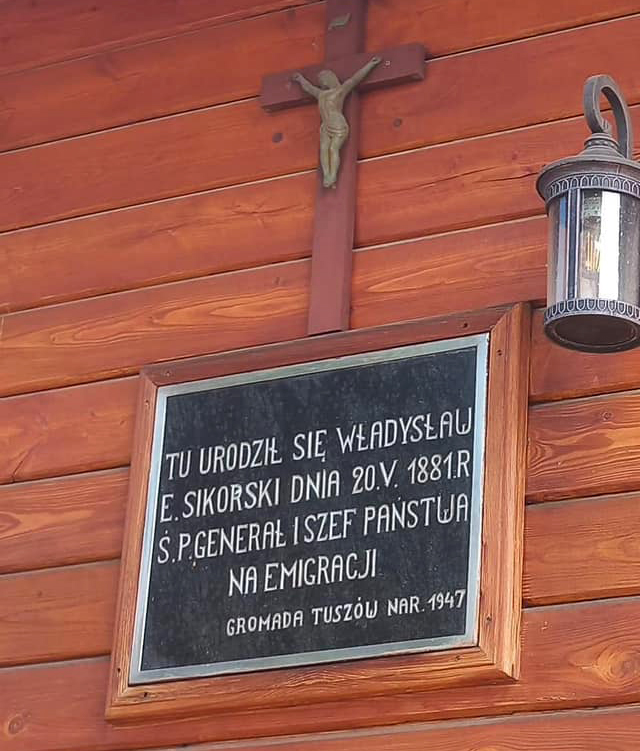 TU URODZIŁ SIĘ WŁADYSŁAW
E. SIKORSKI DNIA 20.V. 1881.R
Ś.P. GENERAŁ I SZEF PAŃSTWA
NA EMIGRACJI
GROMADA TUSZÓW NAR. 1947